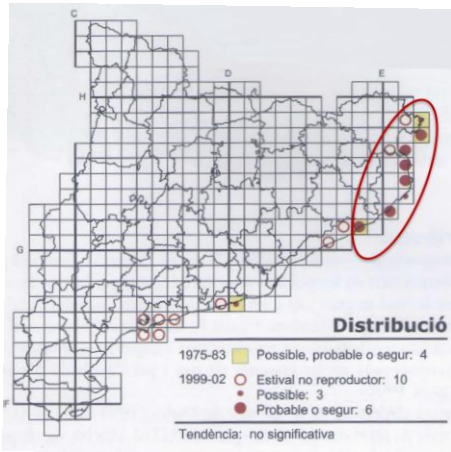 C
D
E
H
G
F
Distribució
1975-83 Possible, probable o segur: 4
1999-02 Estival no reproductor: 10
Possible: 3
Probable o segur: 6
Tendència: no significativa